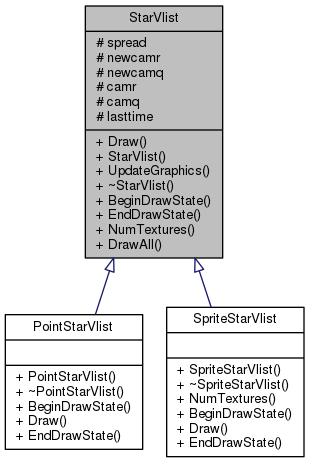 StarVlist
# spread
# newcamr
# newcamq
# camr
# camq
# lasttime
+ Draw()
+ StarVlist()
+ UpdateGraphics()
+ ~StarVlist()
+ BeginDrawState()
+ EndDrawState()
+ NumTextures()
+ DrawAll()
PointStarVlist
+ PointStarVlist()
+ ~PointStarVlist()
+ BeginDrawState()
+ Draw()
+ EndDrawState()
SpriteStarVlist
+ SpriteStarVlist()
+ ~SpriteStarVlist()
+ NumTextures()
+ BeginDrawState()
+ Draw()
+ EndDrawState()